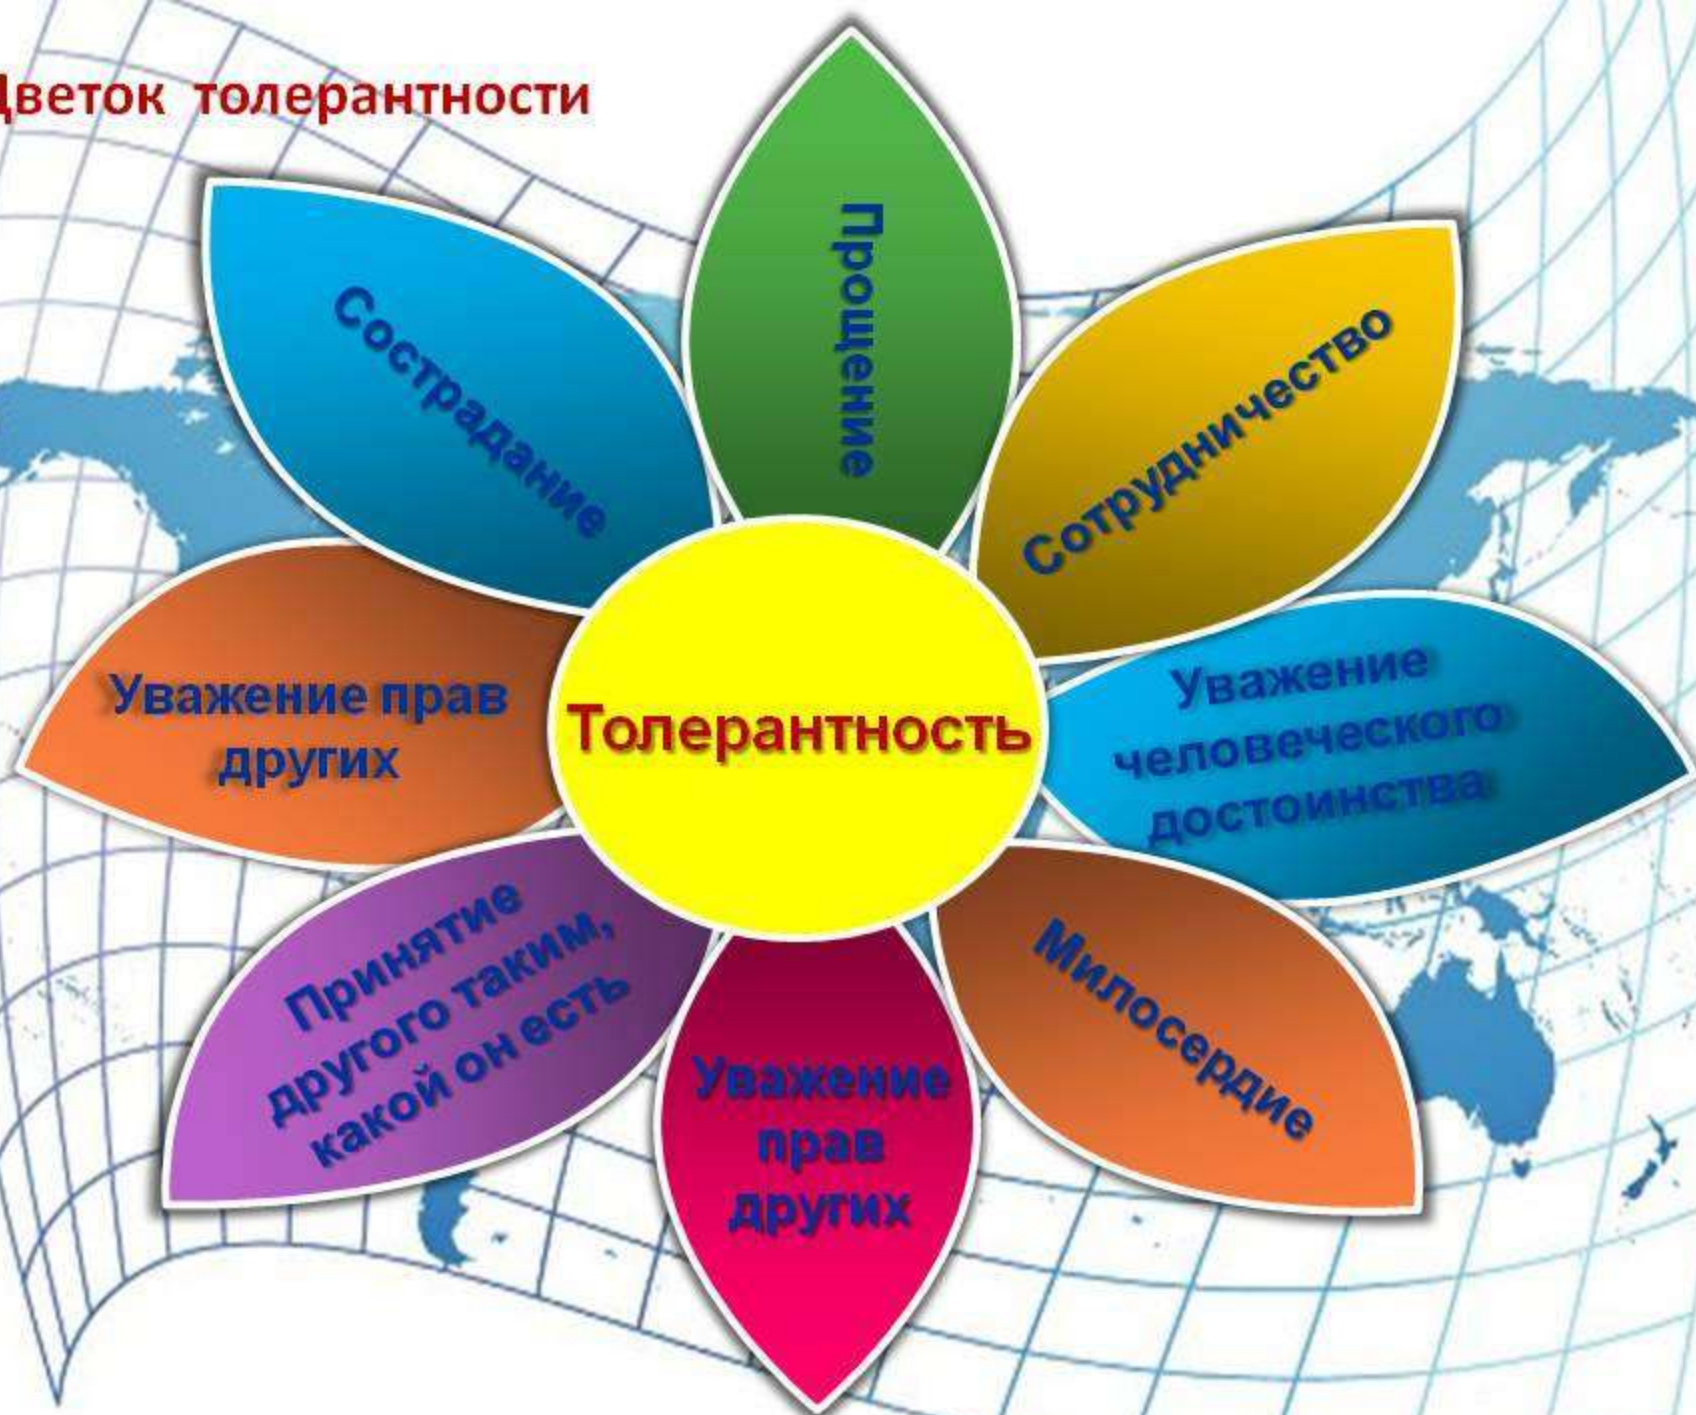 Цветок толерантности
Прощение
Сострадание
Сотрудничество
Уважение прав
других
Толерантность
Уважение
человеческого
достоинства
Принятие
другого таким,
какой он есть
Уважение
прав
других
Милосердие